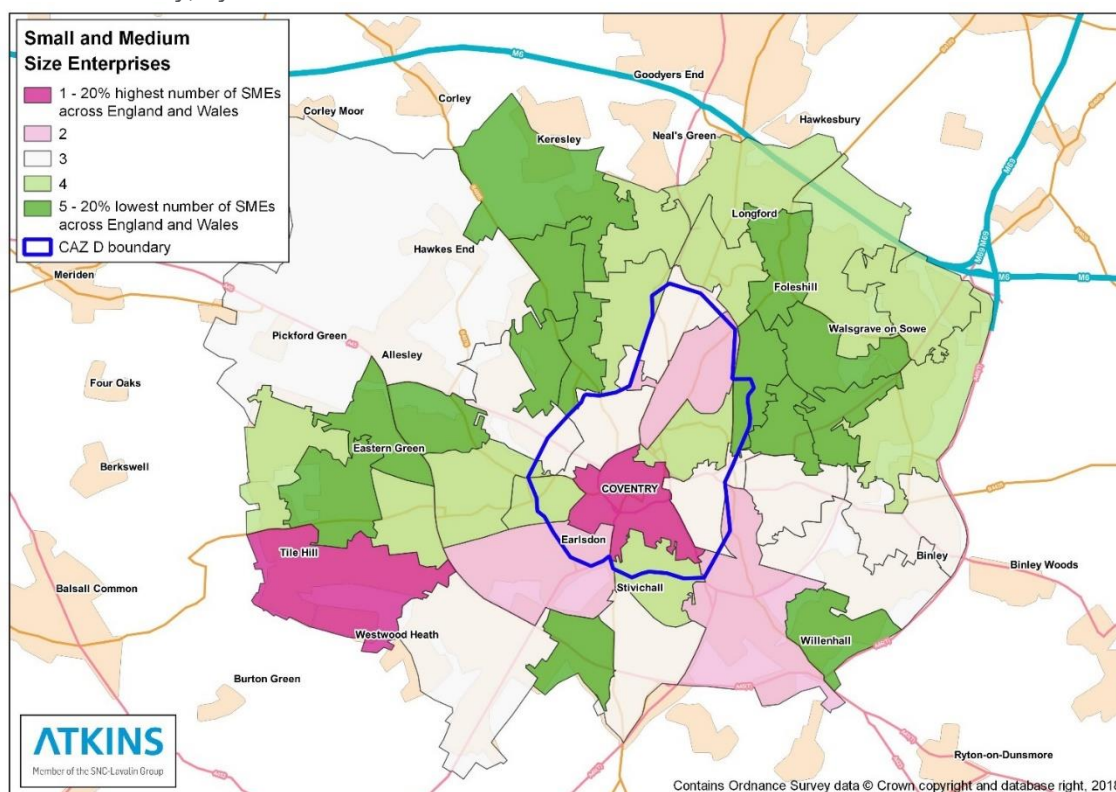 Small and Medium
Size Enterprises
1 - 20% highest number of SMEs
across England and Wales
2
3
4
5 - 20% lowest number of SMEs
across England and Wales
CAZ D boundary
M6
Goodyers End
Corley
Corley Moor
Hawkesbury
Keresley
Neal's Green
M69
Longford
Hawkes End
M69 M69
M6
Meriden
Foleshill
Walsgrave on Sowe
Pickford Green
Allesley
Four Oaks
Eastern Green
Berkswell
COVENTRY
Earlsdon
Tile Hill
Binley
Balsall Common
Stivichall
Binley Woods
Westwood Heath
Willenhall
Burton Green
ATKINS
Member of the SNC-Lavalin Group
Ryton-on-Dunsmore
Contains Ordnance Survey data © Crown copyright and database right, 2018